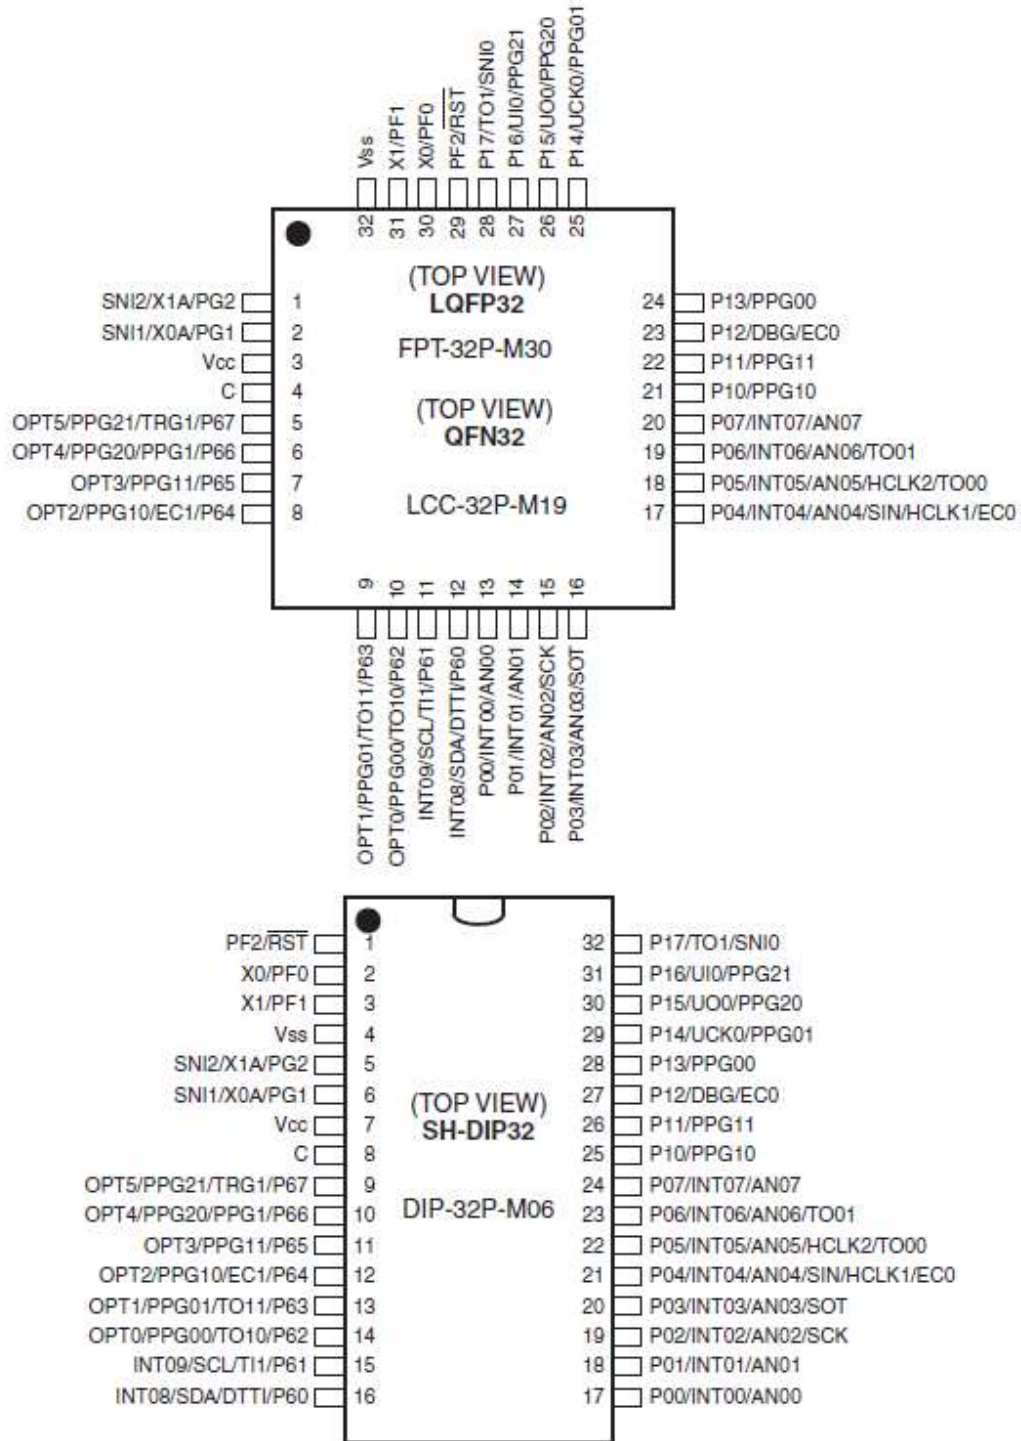 Vss
X1/PF1
X0/PF0
PF2/RST
P17/TO1/SNI0
P16/UI0/PPG21
P15/UO0/PPG20
P14/UCK0/PPG01
32 31 30 29 28 27 26 25
(TOP VIEW)
LQFP32
FPT-32P-M30
(TOP VIEW)
QFN32
LCC-32P-M19
SNI2/X1A/PG2 1
SNI1/X0A/PG1 2
Vcc 3
C 4
OPT5/PPG21/TRG1/P67 5
OPT4/PPG20/PPG1/P66 6
OPT3/PPG11/P65 7
OPT2/PPG10/EC1/P64 8
24 P13/PPG00
23 P12/DBG/EC0
22 P11/PPG11
21 P10/PPG10
20 P07/INT07/AN07
19 P06/INT06/AN06/TO01
18 P05/INT05/AN05/HCLK2/TO00
17 P04/INT04/AN04/SIN/HCLK1/EC0
9 10 11 12 13 14 15 16
OPT1/PPG01/TO11/P63
OPT0/PPG00/TO10/P62
INT09/SCL/TI1/P61
INT08/SDA/DTTI/P60
P00/INT00/AN00
P01/INT01/AN01
P02/INT02/AN02/SCK
P03/INT03/AN03/SOT
PF2/RST 1
X0/PF0 2
X1/PF1 3
Vss 4
SNI2/X1A/PG2 5
SNI1/X0A/PG1 6
Vcc 7
C 8
OPT5/PPG21/TRG1/P67 9
OPT4/PPG20/PPG1/P66 10
OPT3/PPG11/P65 11
OPT2/PPG10/EC1/P64 12
OPT1/PPG01/TO11/P63 13
OPT0/PPG00/TO10/P62 14
INT09/SCL/TI1/P61 15
INT08/SDA/DTTI/P60 16
(TOP VIEW)
SH-DIP32
DIP-32P-M06
32 P17/TO1/SNI0
31 P16/UI0/PPG21
30 P15/UO0/PPG20
29 P14/UCK0/PPG01
28 P13/PPG00
27 P12/DBG/EC0
26 P11/PPG11
25 P10/PPG10
24 P07/INT07/AN07
23 P06/INT06/AN06/TO01
22 P05/INT05/AN05/HCLK2/TO00
21 P04/INT04/AN04/SIN/HCLK1/EC0
20 P03/INT03/AN03/SOT
19 P02/INT02/AN02/SCK
18 P01/INT01/AN01
17 P00/INT00/AN00